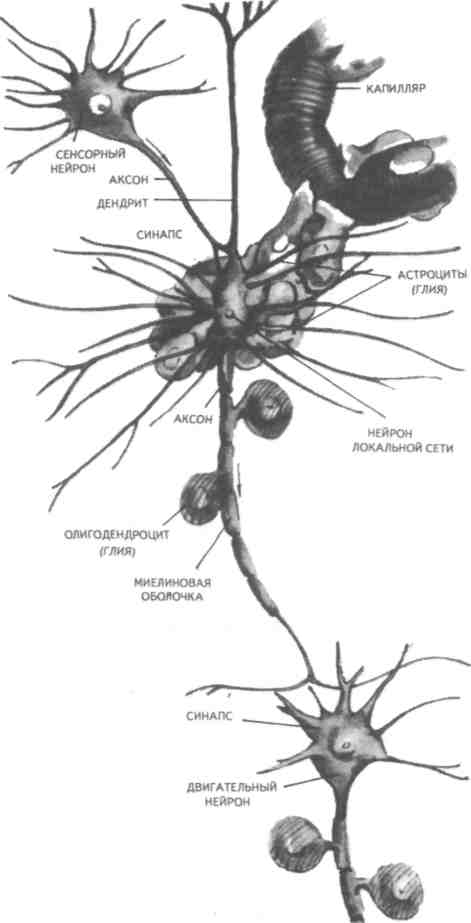 КАПИЛЛЯР
СЕНСОРНЫЙ
НЕЙРОН
АКСОН
ДЕНДРИТ
СИНАПС
АСТРОЦИТЫ
(ГЛИЯ)
АКСОН
НЕЙРОН
ЛОКАЛЬНОЙ СЕТИ
ОЛИГОДЕНДРОЦИТ
(ГЛИЯ)
МИЕЛИНОВАЯ
ОБОЛОЧКА
СИНАПС
ДВИГАТЕЛЬНЫЙ
НЕЙРОН